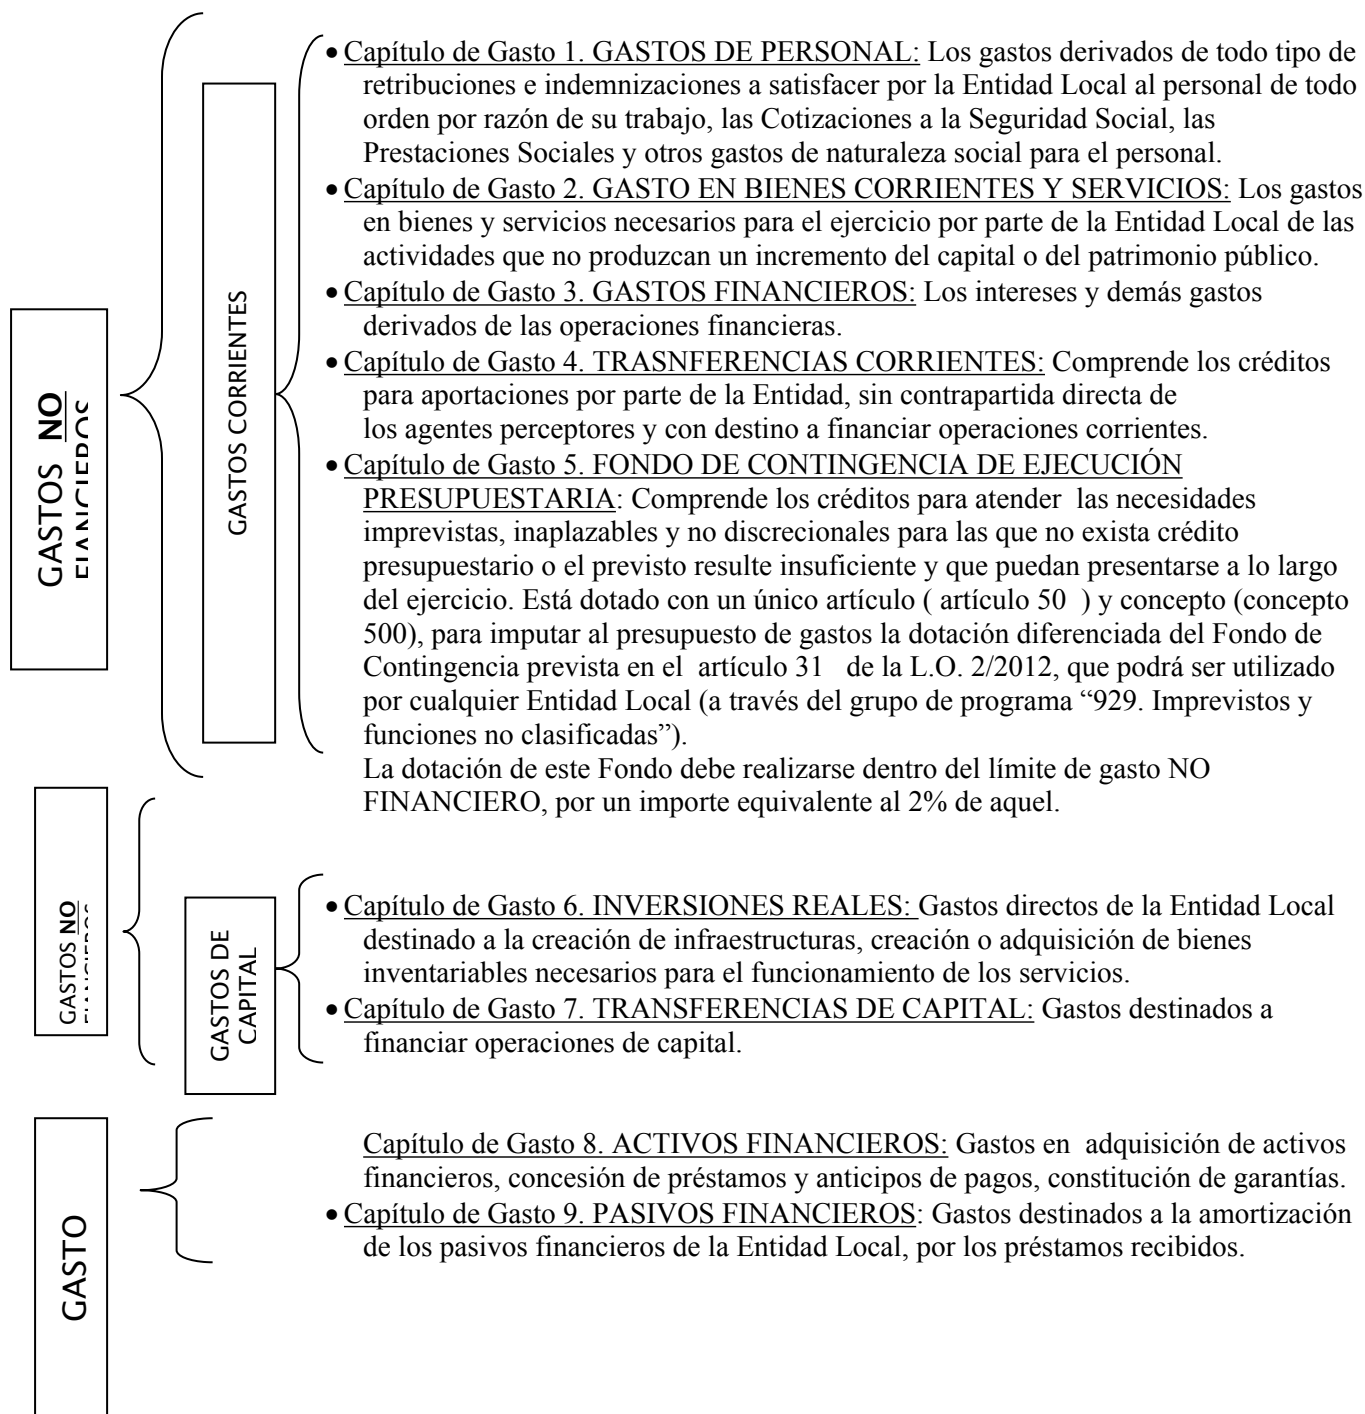 • Capítulo de Gasto 1. GASTOS DE PERSONAL: Los gastos derivados de todo tipo de
retribuciones e indemnizaciones a satisfacer por la Entidad Local al personal de todo
orden por razón de su trabajo, las Cotizaciones a la Seguridad Social, las
Prestaciones Sociales y otros gastos de naturaleza social para el personal.
• Capítulo de Gasto 2. GASTO EN BIENES CORRIENTES Y SERVICIOS: Los gastos
en bienes y servicios necesarios para el ejercicio por parte de la Entidad Local de las
actividades que no produzcan un incremento del capital o del patrimonio público.
• Capítulo de Gasto 3. GASTOS FINANCIEROS: Los intereses y demás gastos
derivados de las operaciones financieras.
• Capítulo de Gasto 4. TRASNFERENCIAS CORRIENTES: Comprende los créditos
para aportaciones por parte de la Entidad, sin contrapartida directa de
los agentes perceptores y con destino a financiar operaciones corrientes.
• Capítulo de Gasto 5. FONDO DE CONTINGENCIA DE EJECUCIÓN
PRESUPUESTARIA: Comprende los créditos para atender las necesidades
imprevistas, inaplazables y no discrecionales para las que no exista crédito
presupuestario o el previsto resulte insuficiente y que puedan presentarse a lo largo
del ejercicio. Está dotado con un único artículo ( artículo 50 ) y concepto (concepto
500), para imputar al presupuesto de gastos la dotación diferenciada del Fondo de
Contingencia prevista en el artículo 31 de la L.O. 2/2012, que podrá ser utilizado
por cualquier Entidad Local (a través del grupo de programa “929. Imprevistos y
funciones no clasificadas”).
La dotación de este Fondo debe realizarse dentro del límite de gasto NO
FINANCIERO, por un importe equivalente al 2% de aquel.
GASTOS NO
GASTOS CORRIENTES
• Capítulo de Gasto 6. INVERSIONES REALES: Gastos directos de la Entidad Local
destinado a la creación de infraestructuras, creación o adquisición de bienes
inventariables necesarios para el funcionamiento de los servicios.
• Capítulo de Gasto 7. TRANSFERENCIAS DE CAPITAL: Gastos destinados a
financiar operaciones de capital.
GASTOS NO
GASTOS DE
CAPITAL
Capítulo de Gasto 8. ACTIVOS FINANCIEROS: Gastos en adquisición de activos
financieros, concesión de préstamos y anticipos de pagos, constitución de garantías.
• Capítulo de Gasto 9. PASIVOS FINANCIEROS: Gastos destinados a la amortización
de los pasivos financieros de la Entidad Local, por los préstamos recibidos.
GASTO